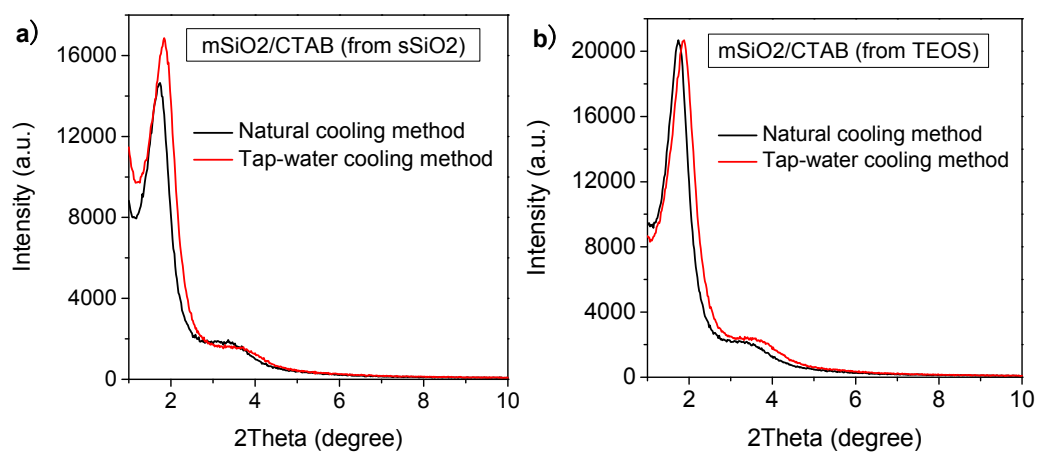 a)
mSiO2/CTAB (from sSiO2)
Natural cooling method
Tap-water cooling method
Intensity (a.u.)
16000
12000
8000
4000
0
2
4
6
8
10
2Theta (degree)
b)
mSiO2/CTAB (from TEOS)
Natural cooling method
Tap-water cooling method
Intensity (a.u.)
20000
16000
12000
8000
4000
0
2
4
6
8
10
2Theta (degree)